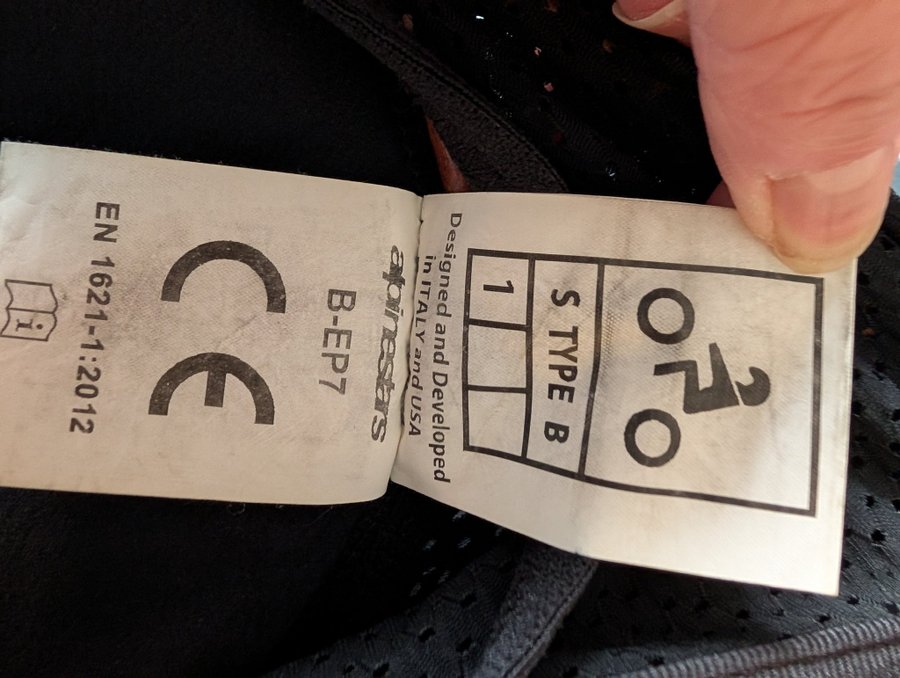 S TYPE B
1
Designed and Developed
in ITALY and USA
alpinestars
B-EP7
CE
EN 1621-1:2012
i